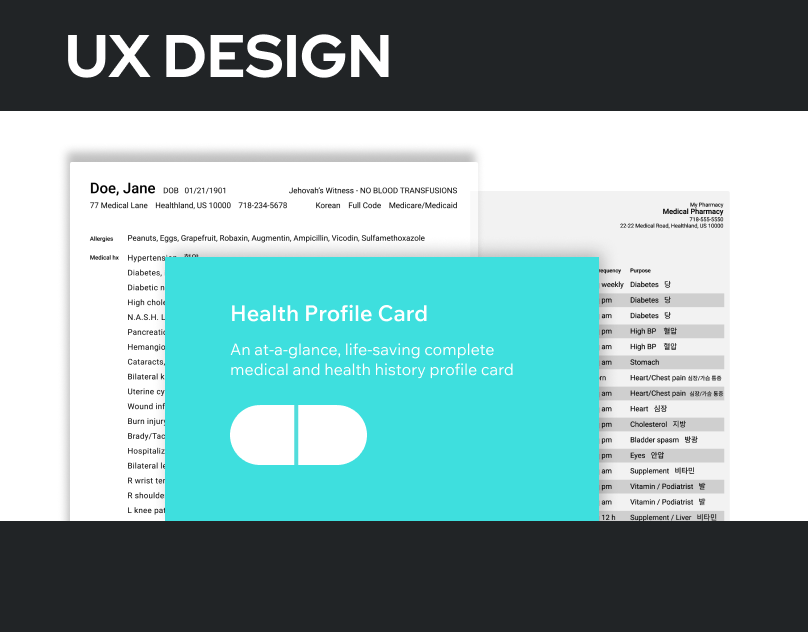 UX DESIGN
Doe, Jane DOB 01/21/1901 Jehovah's Witness - NO BLOOD TRANSFUSIONS
77 Medical Lane Healthland, US 10000 718-234-5678 Korean Full Code Medicare/Medicaid
Allergies Peanuts, Eggs, Grapefruit, Robaxin, Augmentin, Ampicillin, Vicodin, Sulfamethoxazole
Medical hx Hypertens
Diabetes,
Diabetic n
High chole
N.A.S.H. L
Pancreatic
Hemangio
Cataracts,
Bilateral k
Uterine cy
Wound inf
Burn injury
Brady/Tac
Hospitaliz
Bilateral le
R wrist ter
R shoulde
L knee pat
Health Profile Card
An at-a-glance, life-saving complete
medical and health history profile card
My Pharmacy
Medical Pharmacy
718-555-5550
22-22 Medical Road, Healthland, US 10000
equency Purpose
weekly Diabetes 당
pm Diabetes 당
am Diabetes 당
pm High BP 혈압
am High BP 혈압
am Stomach
rn Heart/Chest pain 심장/가슴 통증
am Heart/Chest pain 심장/가슴 통증
am Heart 심장
pm Cholesterol 지방
pm Bladder spasm 방광
pm Eyes 안압
am Supplement 비타민
pm Vitamin / Podiatrist 발
am Vitamin / Podiatrist 발
12 h Supplement / Liver 비타민